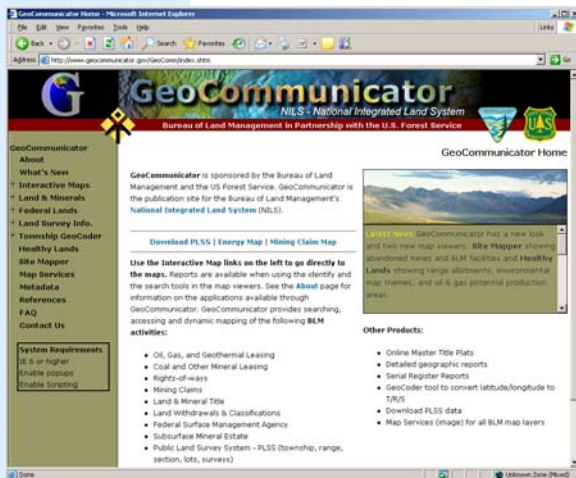 GeoCommunicator Home - Microsoft Internet Explorer
File Edit View Favorites Tools Help
Links
Back Search Favorites
Address http://www.geocommunicator.gov/GeoComm/index.shtm
Go
GeoCommunicator
NILS - National Integrated Land System
Bureau of Land Management in Partnership with the U.S. Forest Service
GeoCommunicator Home
GeoCommunicator
About
What's New
+ Interactive Maps
+ Land & Minerals
+ Federal Lands
+ Land Survey Info.
+ Township GeoCoder
Healthy Lands
Site Mapper
Map Services
Metadata
References
FAQ
Contact Us
System Requirements
IE 6 or higher
Enable popups
Enable Scripting
GeoCommunicator is sponsored by the Bureau of Land
Management and the US Forest Service. GeoCommunicator is
the publication site for the Bureau of Land Management's
National Integrated Land System (NILS).
Download PLSS | Energy Map | Mining Claim Map
Use the Interactive Map links on the left to go directly to
the maps. Reports are available when using the identify and
the search tools in the map viewers. See the About page for
information on the applications available through
GeoCommunicator. GeoCommunicator provides searching,
accessing and dynamic mapping of the following BLM
activities:
• Oil, Gas, and Geothermal Leasing
• Coal and Other Mineral Leasing
• Rights-of-ways
• Mining Claims
• Land & Mineral Title
• Land Withdrawals & Classifications
• Federal Surface Management Agency
• Subsurface Mineral Estate
• Public Land Survey System - PLSS (township, range,
section, lots, surveys)
Latest News GeoCommunicator has a new look
and two new map viewers: Site Mapper showing
abandoned mines and BLM facilities and Healthy
Lands showing range allotments, environmental
map themes, and oil & gas potential production
areas.
Other Products:
• Online Master Title Plats
• Detailed geographic reports
• Serial Register Reports
• GeoCoder tool to convert latitude/longitude to
T/R/S
• Download PLSS data
• Map Services (image) for all BLM map layers
Done
Unknown Zone (Mixed)